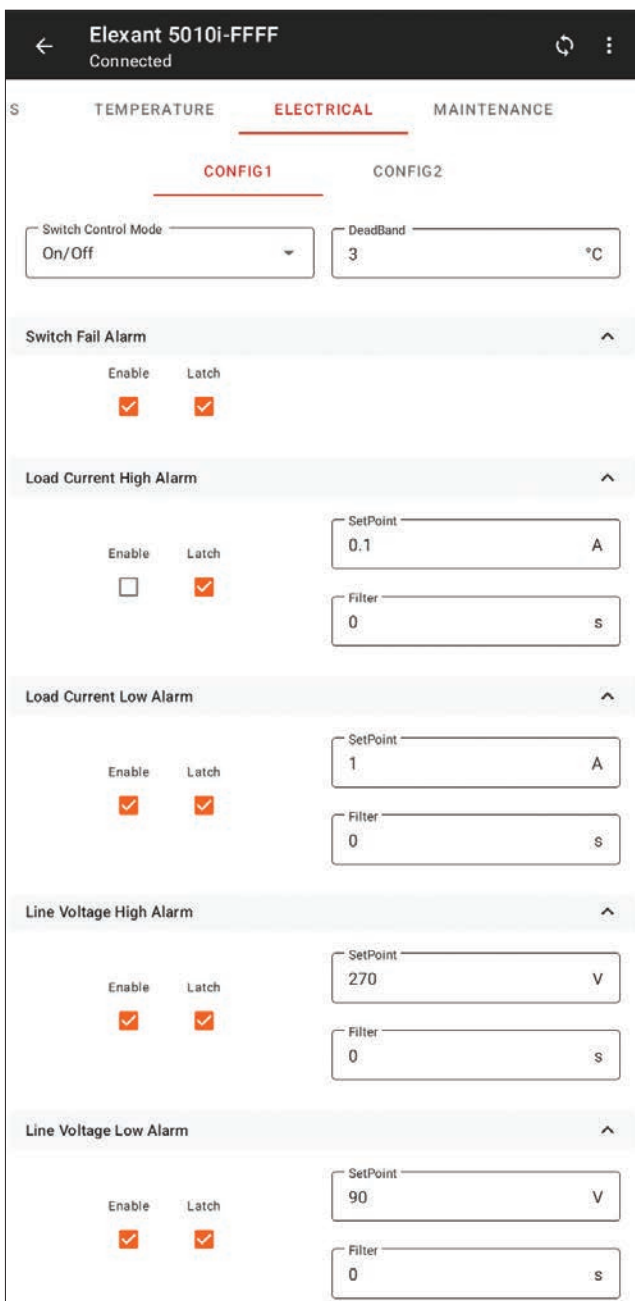 Elexant 5010i-FFFF
Connected
S TEMPERATURE ELECTRICAL MAINTENANCE
CONFIG1 CONFIG2
Switch Control Mode
On/Off
DeadBand
3 °C
Switch Fail Alarm
Enable Latch
Load Current High Alarm
Enable Latch
SetPoint
0.1 A
Filter
0 s
Load Current Low Alarm
Enable Latch
SetPoint
1 A
Filter
0 s
Line Voltage High Alarm
Enable Latch
SetPoint
270 V
Filter
0 s
Line Voltage Low Alarm
Enable Latch
SetPoint
90 V
Filter
0 s